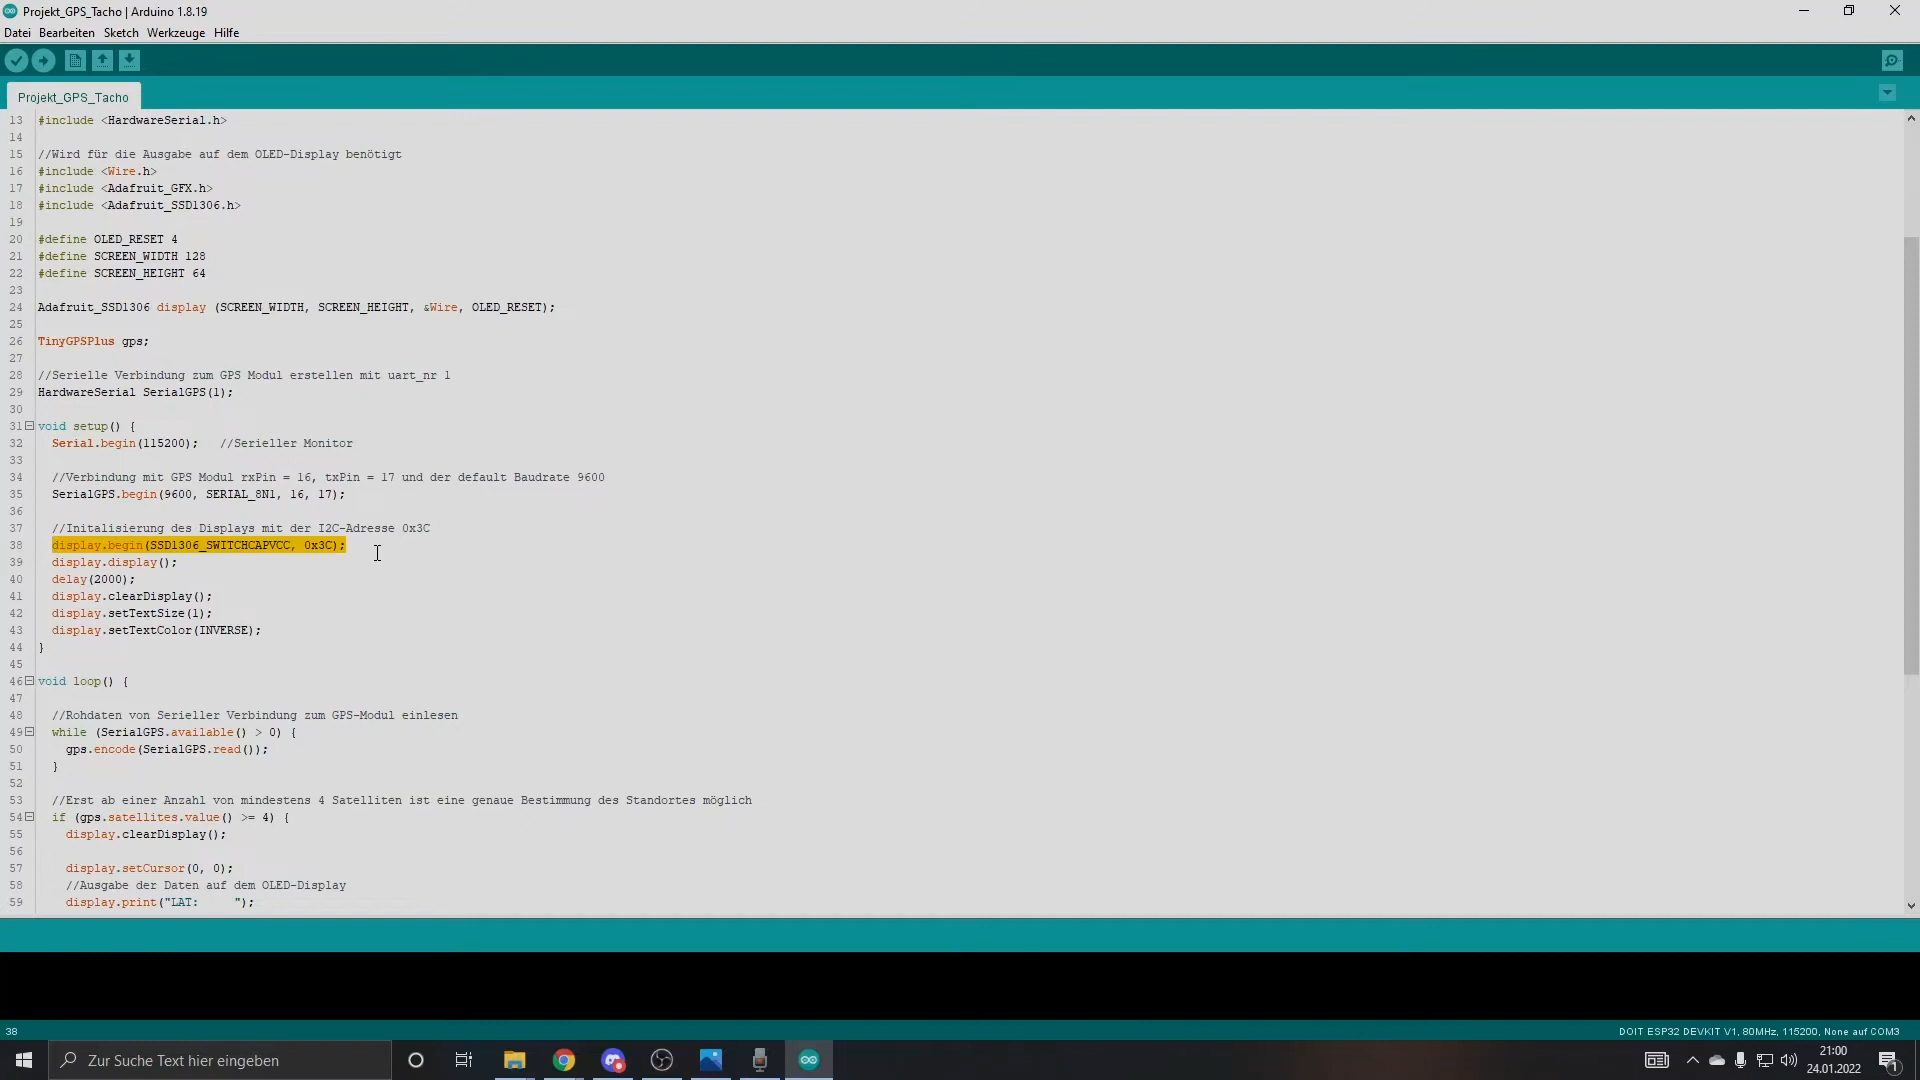 Projekt_GPS_Tacho | Arduino 1.8.19
Datei Bearbeiten Sketch Werkzeuge Hilfe
Projekt_GPS_Tacho
13 #include <HardwareSerial.h>
14
15 //Wird für die Ausgabe auf dem OLED-Display benötigt
16 #include <Wire.h>
17 #include <Adafruit_GFX.h>
18 #include <Adafruit_SSD1306.h>
19
20 #define OLED_RESET 4
21 #define SCREEN_WIDTH 128
22 #define SCREEN_HEIGHT 64
23
24 Adafruit_SSD1306 display (SCREEN_WIDTH, SCREEN_HEIGHT, &Wire, OLED_RESET);
25
26 TinyGPSPlus gps;
27
28 //Serielle Verbindung zum GPS Modul erstellen mit uart_nr 1
29 HardwareSerial SerialGPS(1);
30
31 void setup() {
32 Serial.begin(115200); //Serieller Monitor
33
34 //Verbindung mit GPS Modul rxPin = 16, txPin = 17 und der default Baudrate 9600
35 SerialGPS.begin(9600, SERIAL_8N1, 16, 17);
36
37 //Initalisierung des Displays mit der I2C-Adresse 0x3C
38 display.begin(SSD1306_SWITCHCAPVCC, 0x3C);
39 display.display();
40 delay(2000);
41 display.clearDisplay();
42 display.setTextSize(1);
43 display.setTextColor(INVERSE);
44 }
45
46 void loop() {
47
48 //Rohdaten von Serieller Verbindung zum GPS-Modul einlesen
49 while (SerialGPS.available() > 0) {
50 gps.encode(SerialGPS.read());
51 }
52
53 //Erst ab einer Anzahl von mindestens 4 Satelliten ist eine genaue Bestimmung des Standortes möglich
54 if (gps.satellites.value() >= 4) {
55 display.clearDisplay();
56
57 display.setCursor(0, 0);
58 //Ausgabe der Daten auf dem OLED-Display
59 display.print("LAT:     ");
38
DOIT ESP32 DEVKIT V1, 80MHz, 115200, None auf COM3
Zur Suche Text hier eingeben
21:00
24.01.2022
1